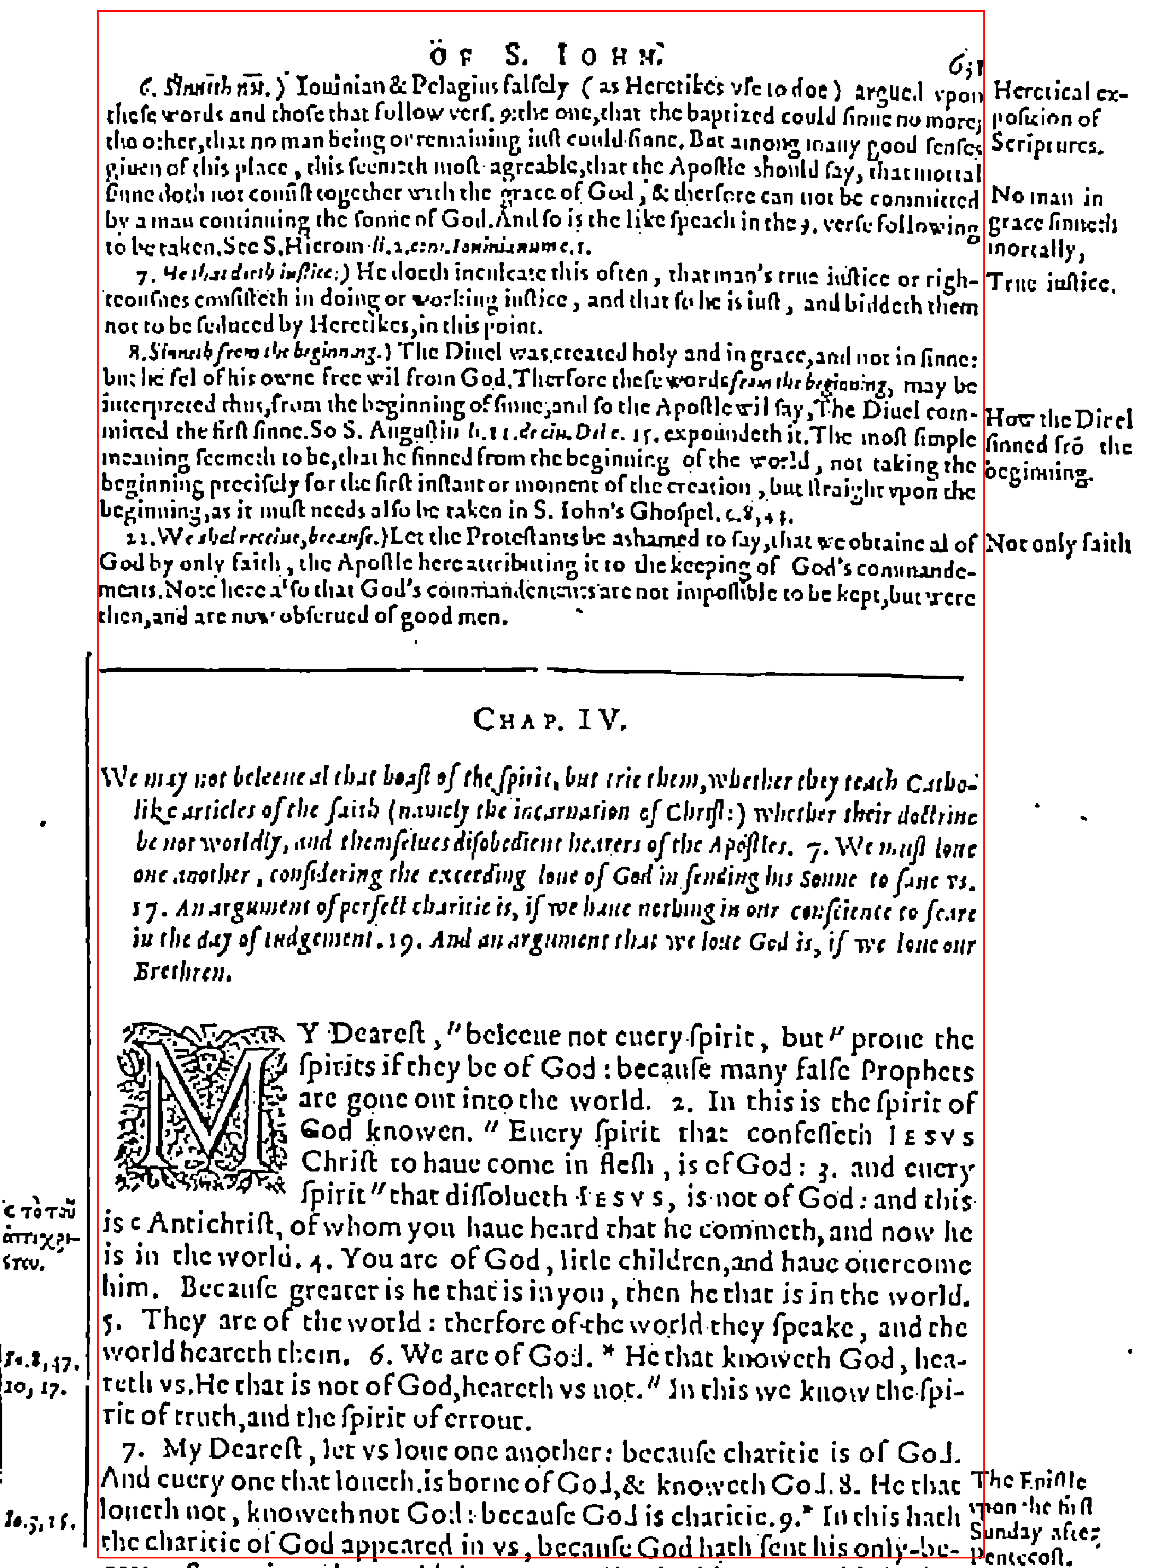 OF S. IOHN.
631
6. Sinneth not.) Iouinian & Pelagius falsely (as Heretikes vse to doe) argued vpon
these words and those that follow vers. 9: the one, that the baptized could sinne no more;
the other, that no man being or remaining iust could sinne. But among many good senses
giuen of this place, this seemeth most agreable, that the Apostle should say, that mortal
sinne doth not consist together with the grace of God, & therfore can not be committed
by a man continuing the sonne of God. And so is the like speach in the 9. verse following
to be taken. See S. Hierom li. 2. cont. Iouinianum c. 1.
7. He that doeth iustice.) He doeth inculcate this often, that man's true iustice or righ-
teousnes consisteth in doing or working iustice, and that so he is iust, and biddeth them
not to be seduced by Heretikes, in this point.
8. Sinneth from the beginning.) The Diuel was created holy and in grace, and not in sinne:
but he fel of his owne free wil from God. Therfore these words from the beginning, may be
interpreted thus, from the beginning of sinne; and so the Apostle wil say, The Diuel com-
mitted the first sinne. So S. Augustin li. 11. de ciu. Dei c. 15. expoundeth it. The most simple
meaning seemeth to be, that he sinned from the beginning of the world, not taking the
beginning precisely for the first instant or moment of the creation, but straight vpon the
beginning, as it must needs also be taken in S. Iohn's Ghospel. c. 8, 44.
22. We shal receiue, because.) Let the Protestants be ashamed to say, that we obtaine al of
God by only faith, the Apostle here attributing it to the keeping of God's commande-
ments. Note here also that God's commandements are not impossible to be kept, but were
then, and are now obserued of good men.
Heretical ex-
position of
Scriptures.
No man in
grace sinneth
mortally,
True iustice.
How the Diuel
sinned frō the
beginning.
Not only faith
CHAP. IV.
We may not beleeue al that boast of the spirit, but trie them, whether they teach Catho-
like articles of the faith (namely the incarnation of Christ:) whether their doctrine
be not worldly, and themselues disobedient hearers of the Apostles. 7. We must loue
one another, considering the exceeding loue of God in sending his Sonne to saue vs.
17. An argument of perfect charitie is, if we haue nothing in our conscience to feare
in the day of iudgement. 19. And an argument that we loue God is, if we loue our
Brethren.
MY Dearest, " beleeue not euery spirit, but " proue the
spirits if they be of God: because many false Prophets
are gone out into the world. 2. In this is the spirit of
God knowen. " Euery spirit that confesseth IESVS
Christ to haue come in flesh, is of God: 3. and euery
spirit " that dissolueth IESVS, is not of God: and this
is c Antichrist, of whom you haue heard that he commeth, and now he
is in the world. 4. You are of God, litle children, and haue ouercome
him. Because greater is he that is in you, then he that is in the world.
5. They are of the world: therfore of the world they speake, and the
world heareth them. 6. We are of God. * He that knoweth God, hea-
reth vs. He that is not of God, heareth vs not. " In this we know the spi-
rit of truth, and the spirit of errour.
7. My Dearest, let vs loue one another: because charitie is of God.
And euery one that loueth, is borne of God, & knoweth God. 8. He that
loueth not, knoweth not God: because God is charitie. 9. * In this hath
the charitie of God appeared in vs, because God hath sent his only-be-
c τὸ τοῦ
ἀντιχρί-
στου.
Io. 8, 47.
10, 27.
Io. 3, 16.
The Epistle
vpon the first
Sunday after
Pentecost.